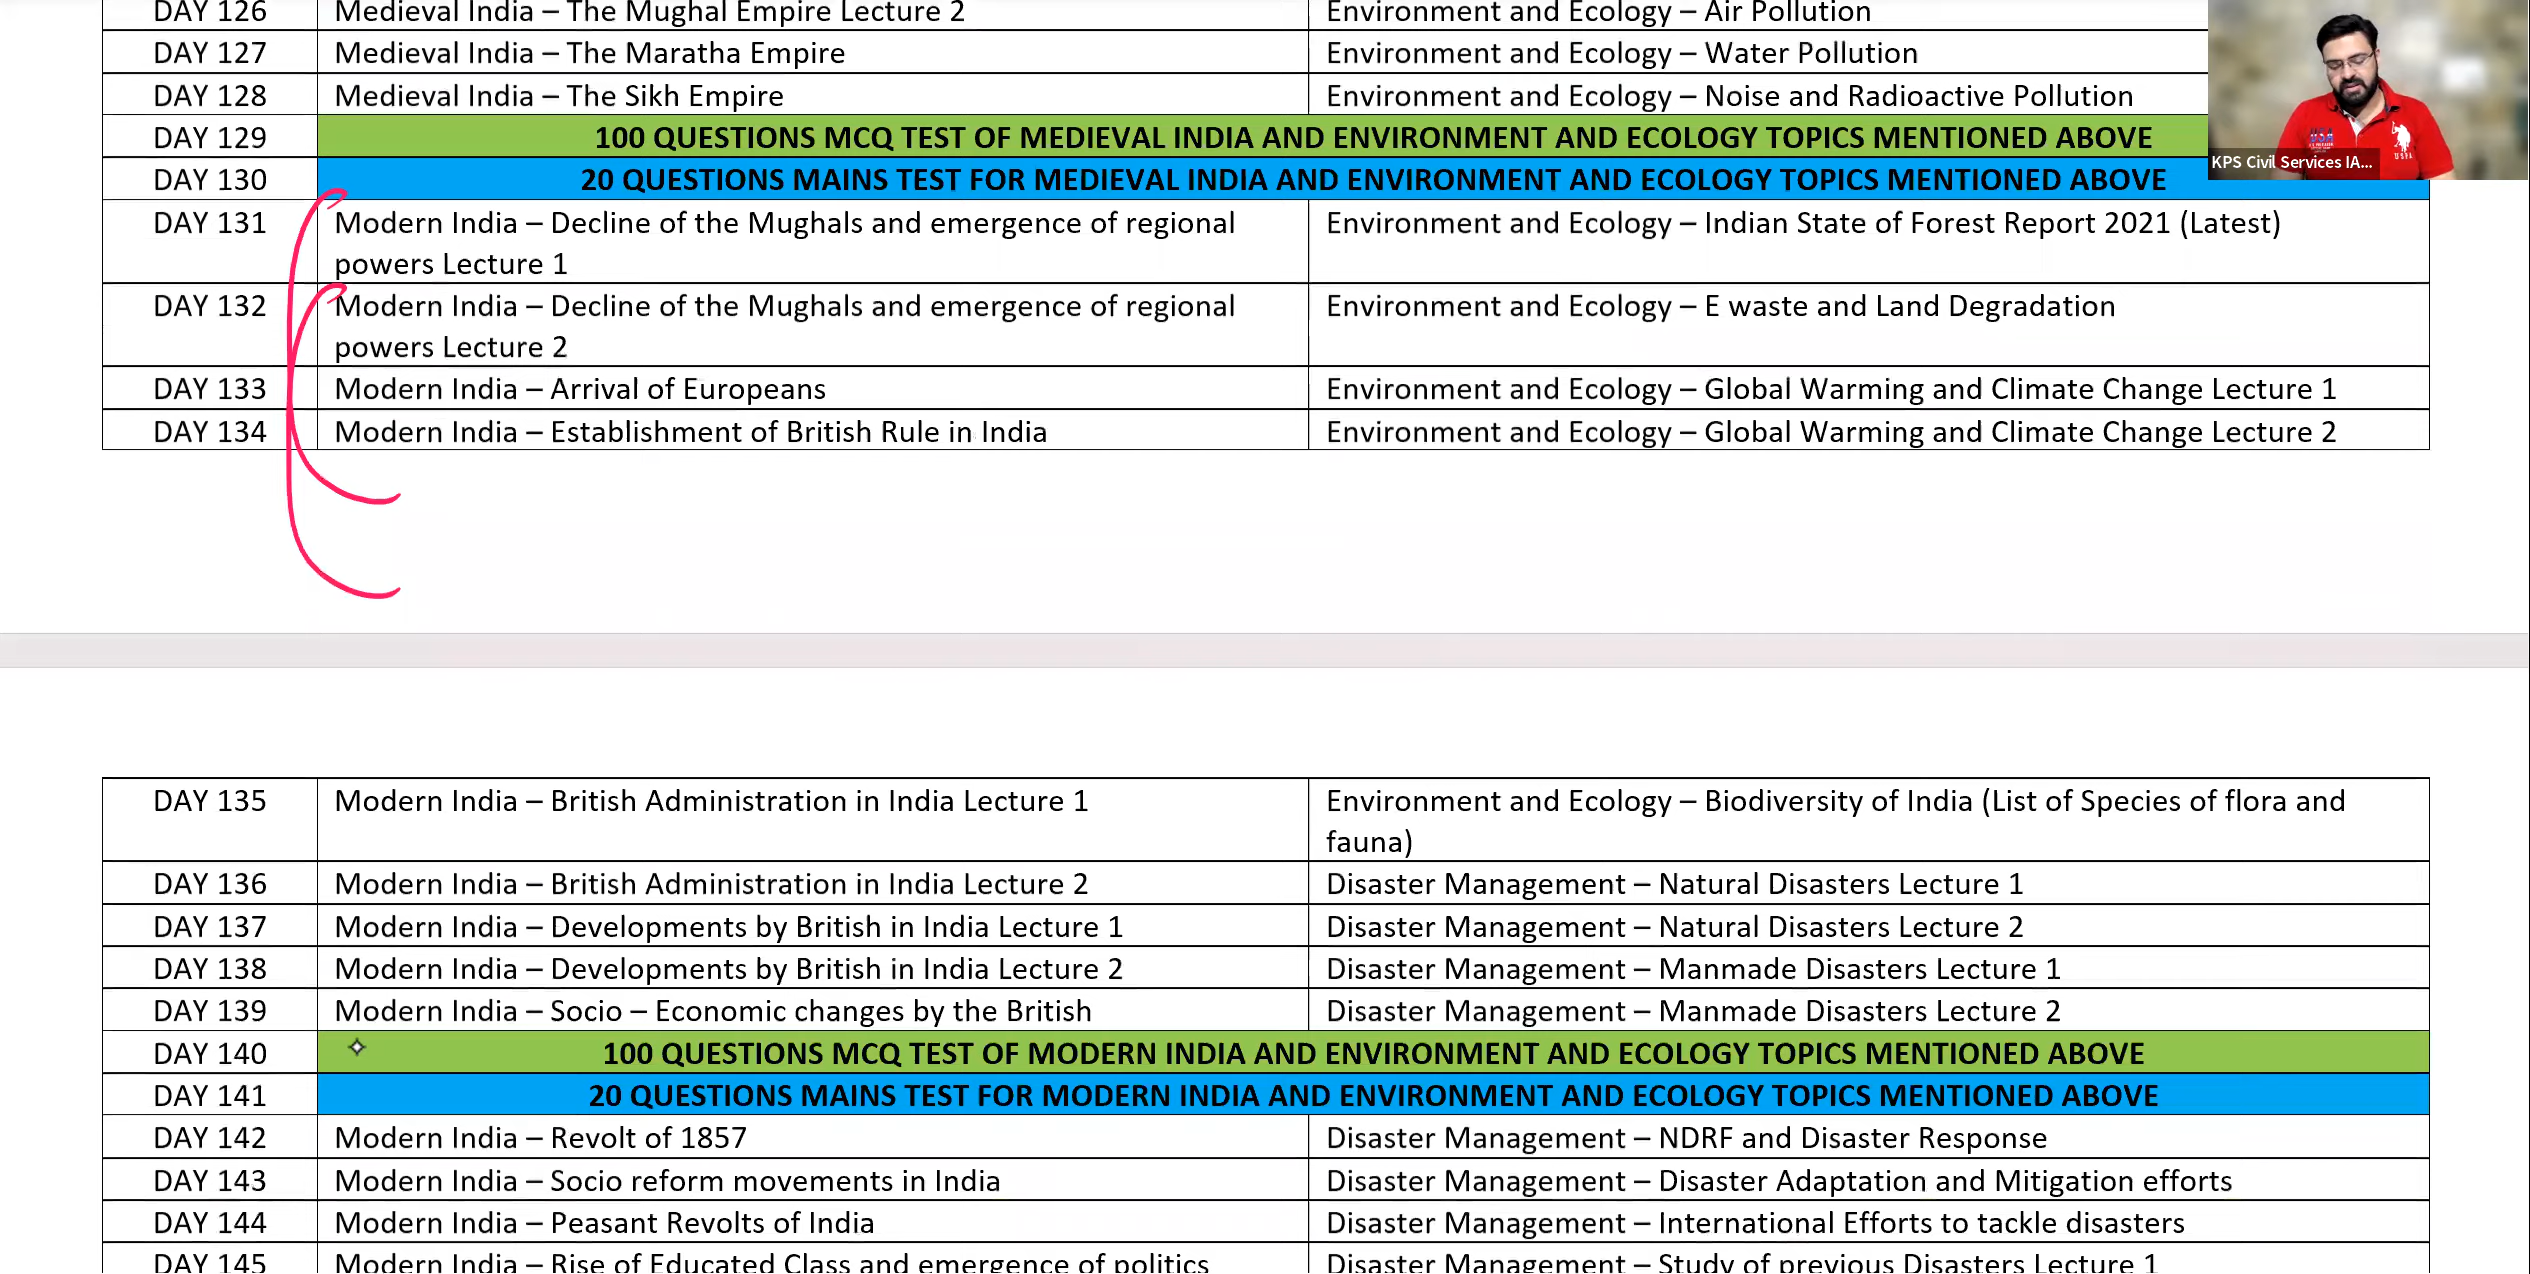 DAY 126 Medieval India – The Mughal Empire Lecture 2 Environment and Ecology – Air Pollution
DAY 127 Medieval India – The Maratha Empire Environment and Ecology – Water Pollution
DAY 128 Medieval India – The Sikh Empire Environment and Ecology – Noise and Radioactive Pollution
DAY 129 100 QUESTIONS MCQ TEST OF MEDIEVAL INDIA AND ENVIRONMENT AND ECOLOGY TOPICS MENTIONED ABOVE
KPS Civil Services IA...
DAY 130 20 QUESTIONS MAINS TEST FOR MEDIEVAL INDIA AND ENVIRONMENT AND ECOLOGY TOPICS MENTIONED ABOVE
DAY 131 Modern India – Decline of the Mughals and emergence of regional Environment and Ecology – Indian State of Forest Report 2021 (Latest)
powers Lecture 1
DAY 132 Modern India – Decline of the Mughals and emergence of regional Environment and Ecology – E waste and Land Degradation
powers Lecture 2
DAY 133 Modern India – Arrival of Europeans Environment and Ecology – Global Warming and Climate Change Lecture 1
DAY 134 Modern India – Establishment of British Rule in India Environment and Ecology – Global Warming and Climate Change Lecture 2
DAY 135 Modern India – British Administration in India Lecture 1 Environment and Ecology – Biodiversity of India (List of Species of flora and
fauna)
DAY 136 Modern India – British Administration in India Lecture 2 Disaster Management – Natural Disasters Lecture 1
DAY 137 Modern India – Developments by British in India Lecture 1 Disaster Management – Natural Disasters Lecture 2
DAY 138 Modern India – Developments by British in India Lecture 2 Disaster Management – Manmade Disasters Lecture 1
DAY 139 Modern India – Socio – Economic changes by the British Disaster Management – Manmade Disasters Lecture 2
DAY 140 100 QUESTIONS MCQ TEST OF MODERN INDIA AND ENVIRONMENT AND ECOLOGY TOPICS MENTIONED ABOVE
DAY 141 20 QUESTIONS MAINS TEST FOR MODERN INDIA AND ENVIRONMENT AND ECOLOGY TOPICS MENTIONED ABOVE
DAY 142 Modern India – Revolt of 1857 Disaster Management – NDRF and Disaster Response
DAY 143 Modern India – Socio reform movements in India Disaster Management – Disaster Adaptation and Mitigation efforts
DAY 144 Modern India – Peasant Revolts of India Disaster Management – International Efforts to tackle disasters
DAY 145 Modern India – Rise of Educated Class and emergence of politics Disaster Management – Study of previous Disasters Lecture 1